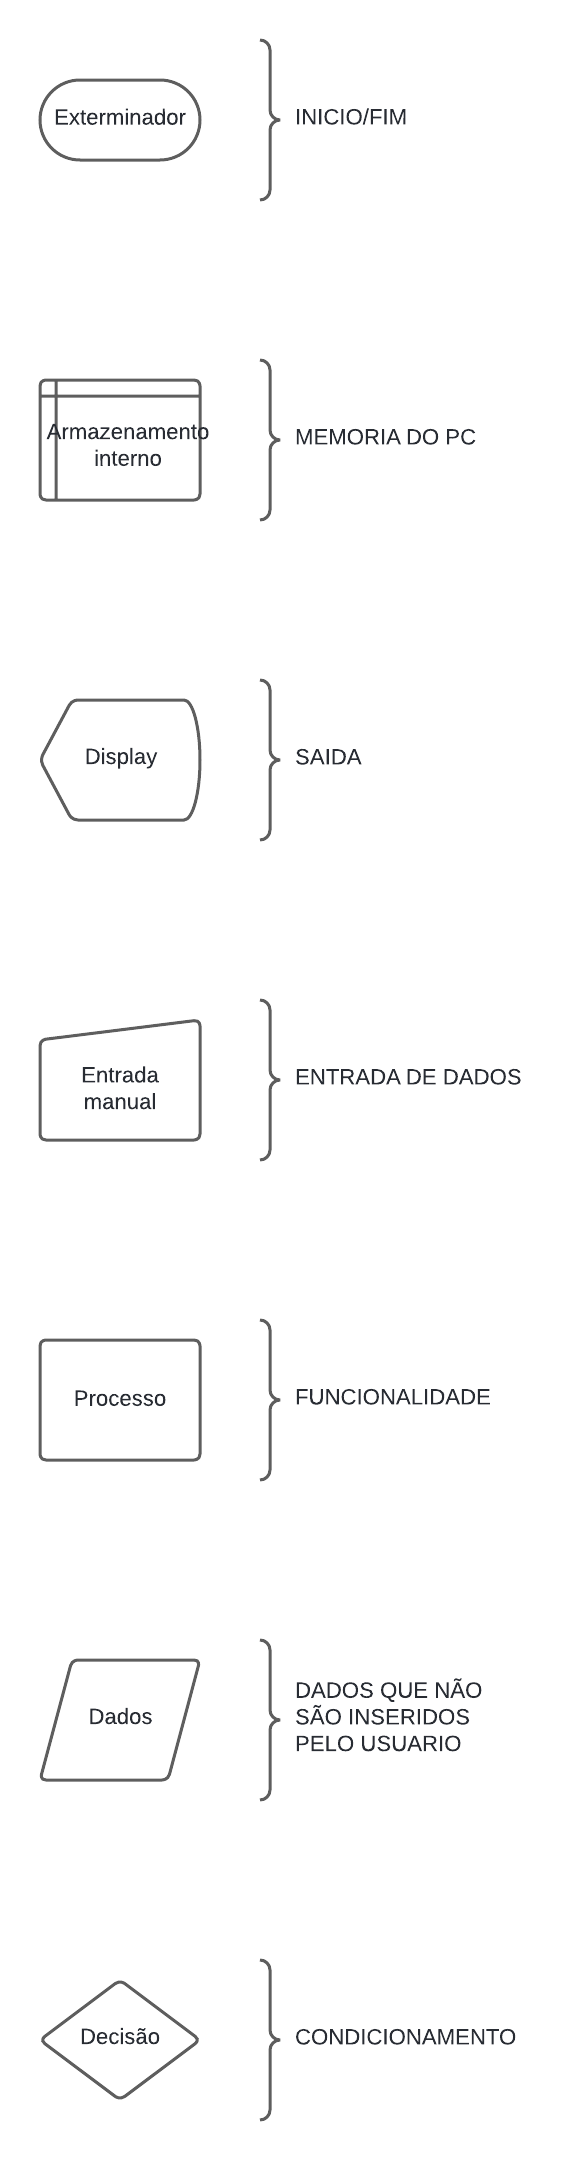 Exterminador
INICIO/FIM
Armazenamento
interno
MEMORIA DO PC
Display
SAIDA
Entrada
manual
ENTRADA DE DADOS
Processo
FUNCIONALIDADE
Dados
DADOS QUE NÃO
SÃO INSERIDOS
PELO USUARIO
Decisão
CONDICIONAMENTO